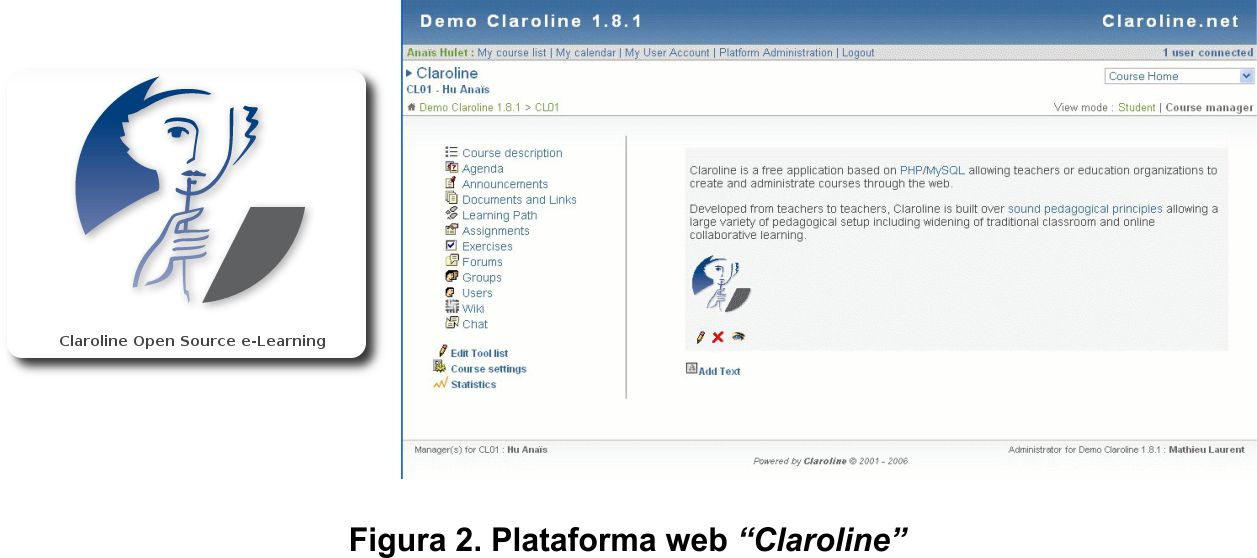 Claroline Open Source e-Learning
Demo Claroline 1.8.1
Claroline.net
Anaïs Hulet : My course list | My calendar | My User Account | Platform Administration | Logout
1 user connected
Claroline
CL01 - Hu Anaïs
Course Home
Demo Claroline 1.8.1 > CL01
View mode : Student | Course manager
Course description
Agenda
Announcements
Documents and Links
Learning Path
Assignments
Exercises
Forums
Groups
Users
Wiki
Chat
Edit Tool list
Course settings
Statistics
Claroline is a free application based on PHP/MySQL allowing teachers or education organizations to
create and administrate courses through the web.
Developed from teachers to teachers, Claroline is built over sound pedagogical principles allowing a
large variety of pedagogical setup including widening of traditional classroom and online
collaborative learning.
Add Text
Manager(s) for CL01 : Hu Anaïs
Administrator for Demo Claroline 1.8.1 : Mathieu Laurent
Powered by Claroline © 2001 - 2006
Figura 2. Plataforma web “Claroline”